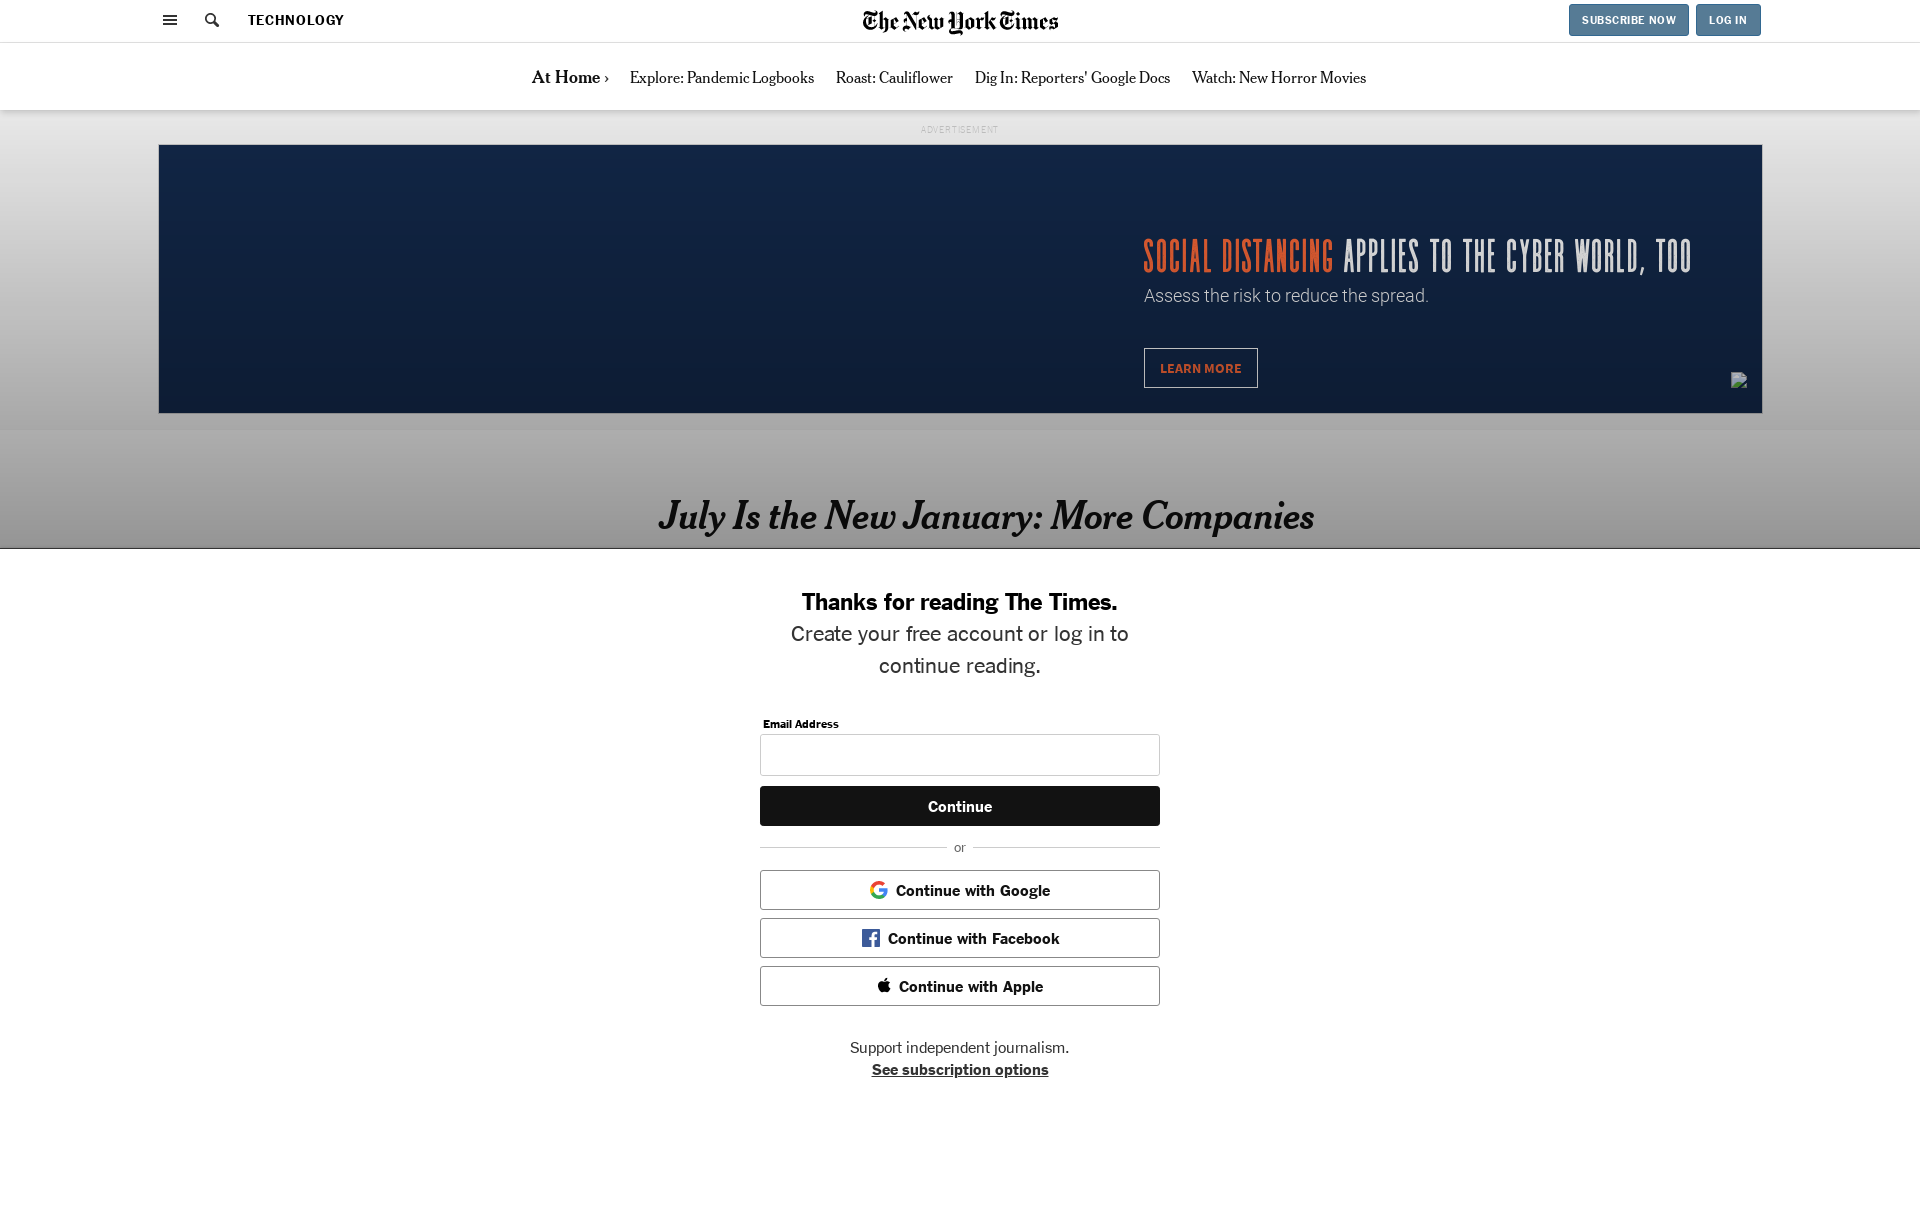 TECHNOLOGY
The New York Times
SUBSCRIBE NOW
LOG IN
At Home ›
Explore: Pandemic Logbooks
Roast: Cauliflower
Dig In: Reporters' Google Docs
Watch: New Horror Movies
ADVERTISEMENT
SOCIAL DISTANCING APPLIES TO THE CYBER WORLD, TOO
Assess the risk to reduce the spread.
LEARN MORE
July Is the New January: More Companies
Thanks for reading The Times.
Create your free account or log in to
continue reading.
Email Address
Continue
or
Continue with Google
Continue with Facebook
Continue with Apple
Support independent journalism.
See subscription options